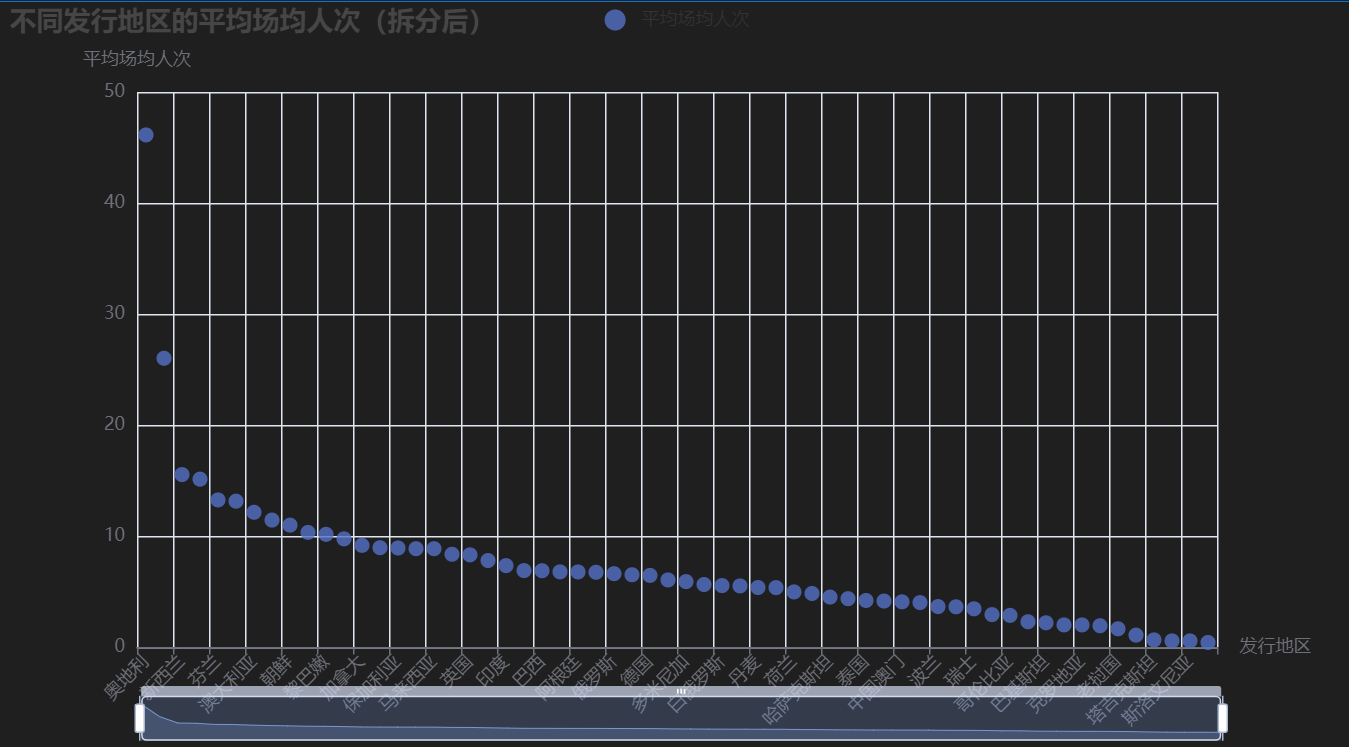 不同发行地区的平均场均人次（拆分后）
平均场均人次
平均场均人次
50
40
30
20
10
0
发行地区
奥地利
新西兰
芬兰
澳大利亚
朝鲜
黎巴嫩
加拿大
保加利亚
马来西亚
英国
印度
巴西
阿根廷
俄罗斯
德国
多米尼加
白俄罗斯
丹麦
荷兰
哈萨克斯坦
泰国
中国澳门
波兰
瑞士
哥伦比亚
巴基斯坦
克罗地亚
孟加拉国
塔吉克斯坦
斯洛文尼亚